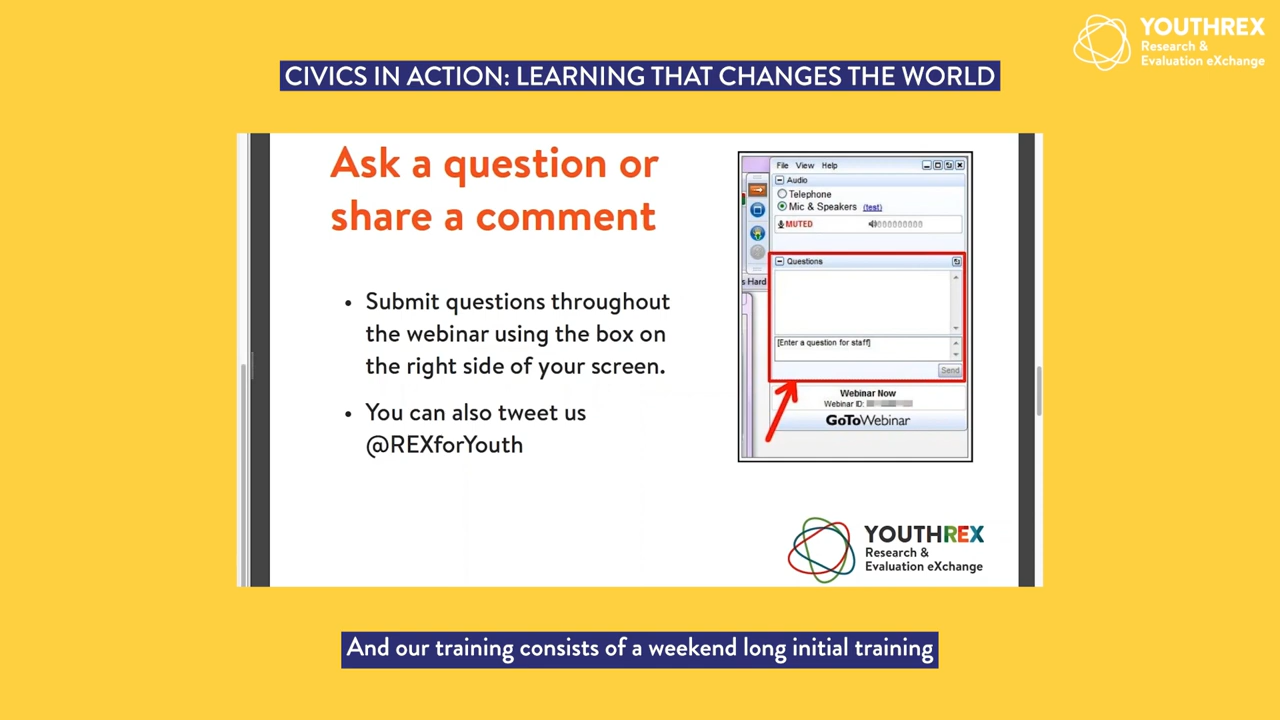 YOUTHREX
Research &
Evaluation eXchange
CIVICS IN ACTION: LEARNING THAT CHANGES THE WORLD
Ask a question or
share a comment
• Submit questions throughout
the webinar using the box on
the right side of your screen.
• You can also tweet us
@REXforYouth
File View Help
Audio
Telephone
Mic & Speakers (test)
MUTED
000000000
Questions
s Hard
[Enter a question for staff]
Send
Webinar Now
Webinar ID:
GoToWebinar
YOUTHREX
Research &
Evaluation eXchange
And our training consists of a weekend long initial training